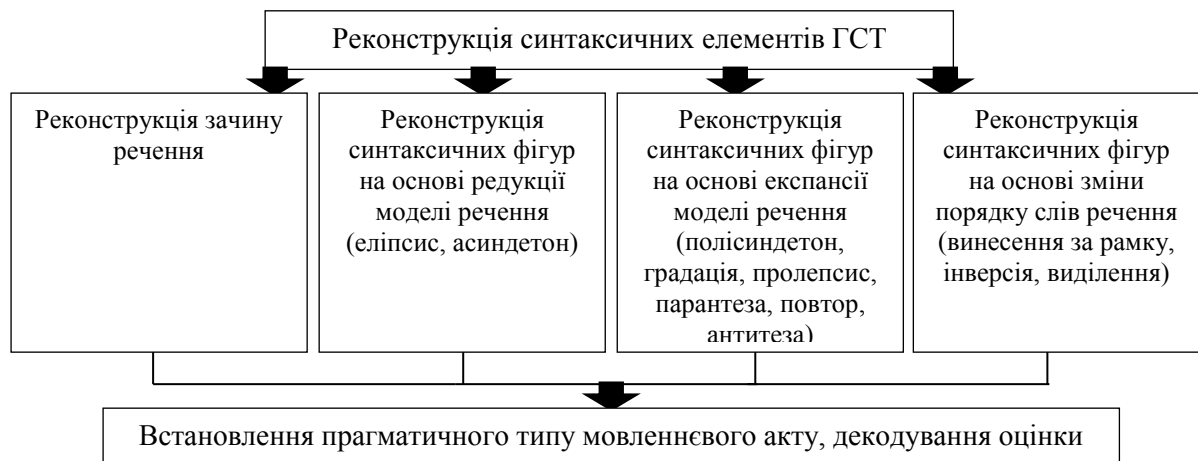 Реконструкція синтаксичних елементів ГСТ
Реконструкція зачину
речення
Реконструкція
синтаксичних фігур
на основі редукції
моделі речення
(еліпсис, асиндетон)
Реконструкція
синтаксичних фігур
на основі експансії
моделі речення
(полісиндетон,
градація, пролепсис,
парантеза, повтор,
антитеза)
Реконструкція
синтаксичних фігур
на основі зміни
порядку слів речення
(винесення за рамку,
інверсія, виділення)
Встановлення прагматичного типу мовленнєвого акту, декодування оцінки